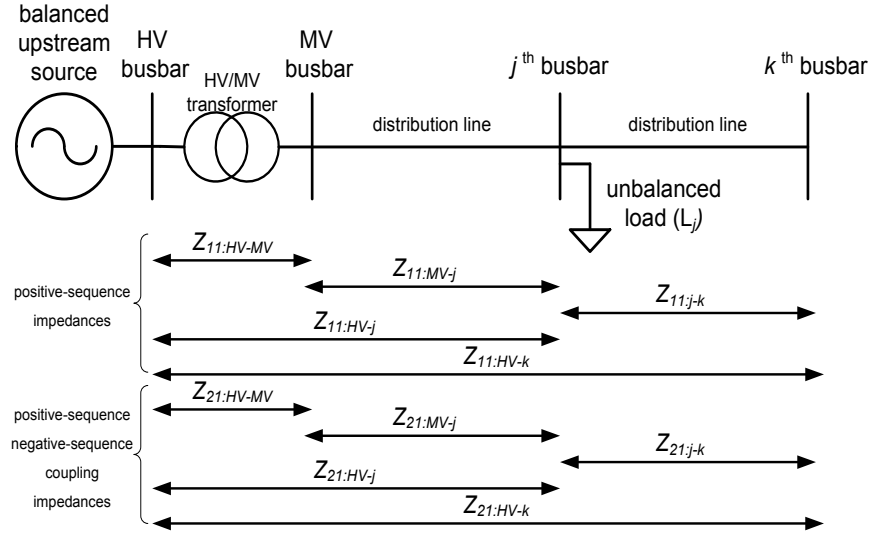 balanced
upstream
source
HV
busbar
HV/MV
transformer
MV
busbar
j th busbar
k th busbar
distribution line
distribution line
unbalanced
load (Lj)
positive-sequence
impedances
Z11:HV-MV
Z11:MV-j
Z11:j-k
Z11:HV-j
Z11:HV-k
positive-sequence
negative-sequence
coupling
impedances
Z21:HV-MV
Z21:MV-j
Z21:j-k
Z21:HV-j
Z21:HV-k